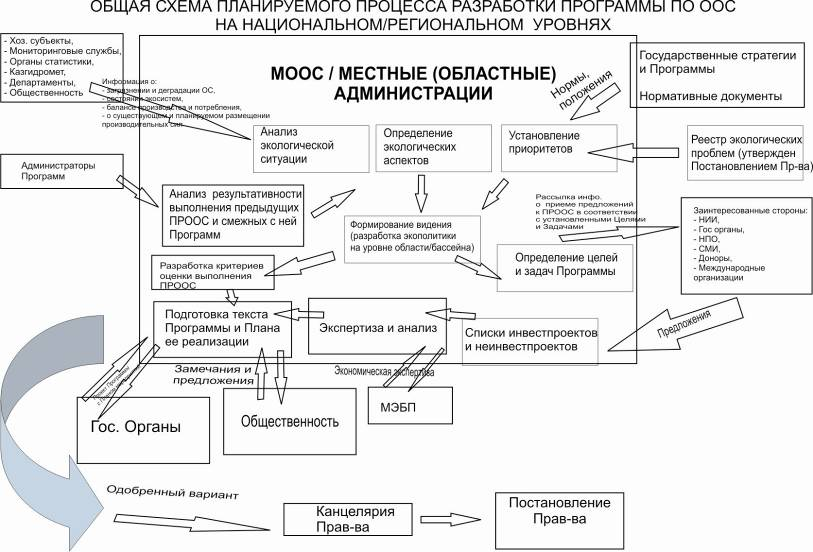 ОБЩАЯ СХЕМА ПЛАНИРУЕМОГО ПРОЦЕССА РАЗРАБОТКИ ПРОГРАММЫ ПО ООС
НА НАЦИОНАЛЬНОМ/РЕГИОНАЛЬНОМ УРОВНЯХ
- Хоз. субъекты,
- Мониторинговые службы,
- Органы статистики,
- Казгидромет,
- Департаменты,
- Общественность
Информация о:
- загрязнении и деградации ОС,
- состоянии экосистем,
- балансе производства и потребления,
- о существующем и планируемом размещении
производительных сил
МООС / МЕСТНЫЕ (ОБЛАСТНЫЕ)
АДМИНИСТРАЦИИ
Нормы,
положения
Государственные стратегии
и Программы
Нормативные документы
Анализ
экологической
ситуации
Определение
экологических
аспектов
Установление
приоритетов
Реестр экологических
проблем (утвержден
Постановлением Пр-ва)
Администраторы
Программ
Анализ результативности
выполнения предыдущих
ПРООС и смежных с ней
Программ
Формирование видения
(разработка экополитики
на уровне области/бассейна)
Рассылка инфо.
о приеме предложений
к ПРООС в соответствии
с установленными Целями
и Задачами
Заинтересованные стороны:
- НИИ,
- Гос органы,
- НПО,
- СМИ,
- Доноры,
- Международные
организации
Определение целей
и задач Программы
Разработка критериев
оценки выполнения
ПРООС
Подготовка текста
Программы и Плана
ее реализации
Экспертиза и анализ
Списки инвестпроектов
и неинвестпроектов
Предложения
Замечания и
предложения
Экономическая экспертиза
Гос. Органы
Общественность
МЭБП
Одобренный вариант
Канцелярия
Прав-ва
Постановление
Прав-ва